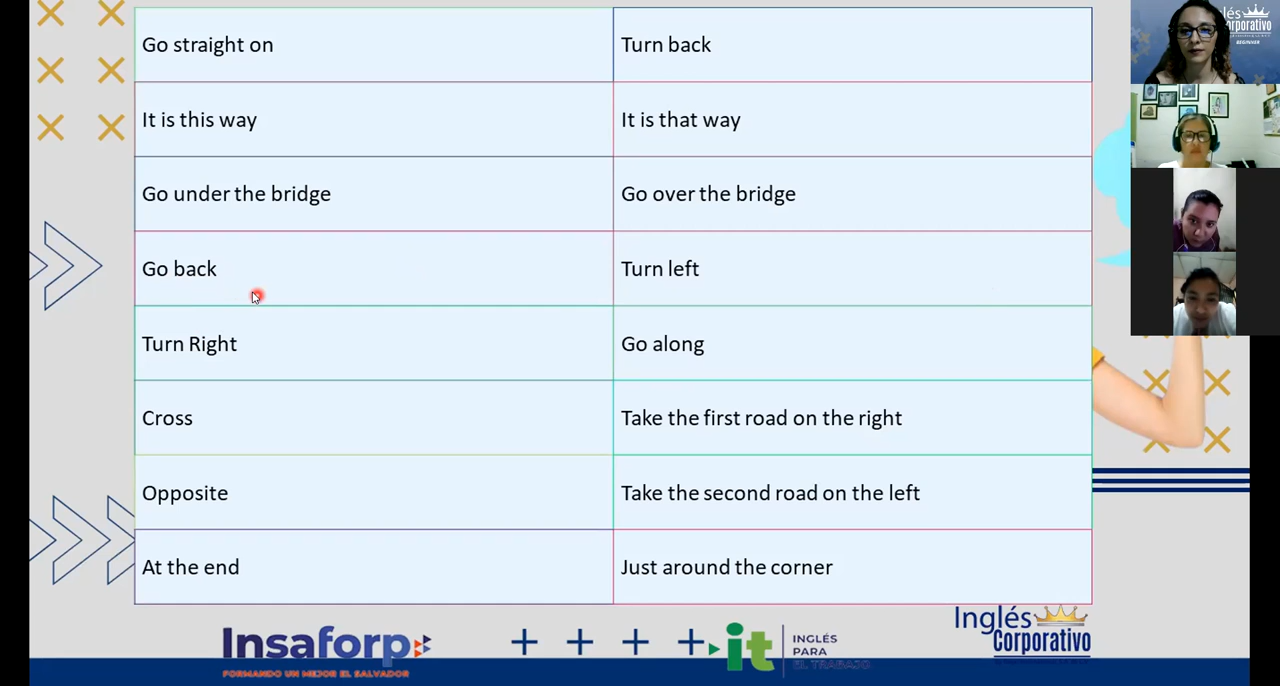 Go straight on
Turn back
It is this way
It is that way
Go under the bridge
Go over the bridge
Go back
Turn left
Turn Right
Go along
Cross
Take the first road on the right
Opposite
Take the second road on the left
At the end
Just around the corner
Insaforp
FORMANDO UN MEJOR EL SALVADOR
it
INGLÉS
PARA
EL TRABAJO
Inglés
Corporativo
BEGINNER